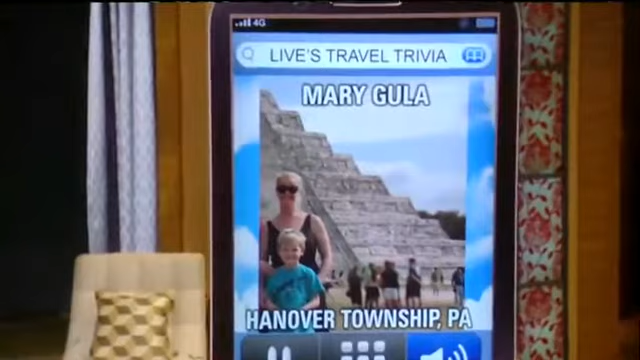 4G
LIVE'S TRAVEL TRIVIA
MARY GULA
HANOVER TOWNSHIP, PA